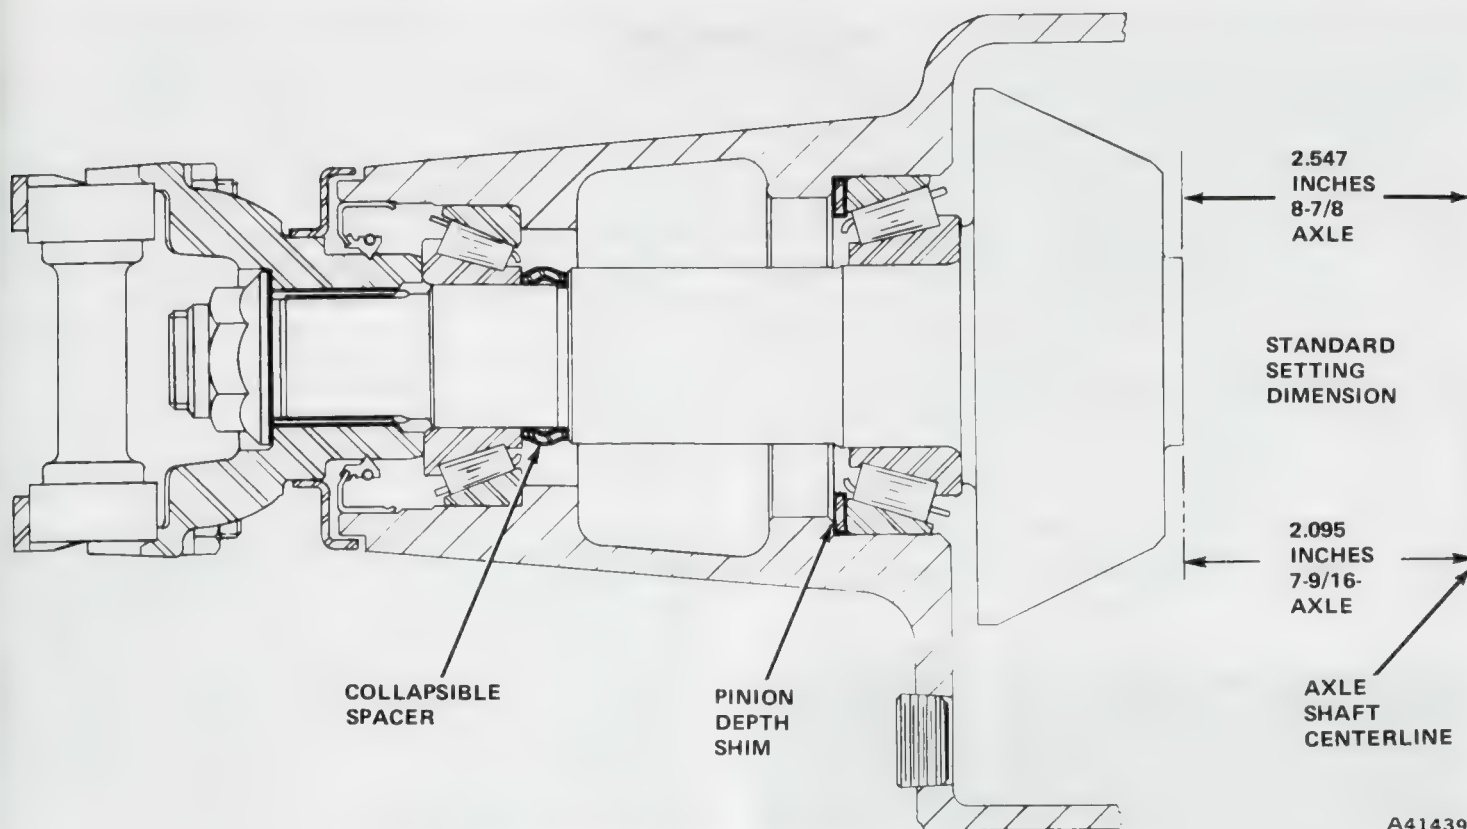 2.547
INCHES
8-7/8
AXLE
STANDARD
SETTING
DIMENSION
2.095
INCHES
7-9/16-
AXLE
COLLAPSIBLE
SPACER
PINION
DEPTH
SHIM
AXLE
SHAFT
CENTERLINE
A41439